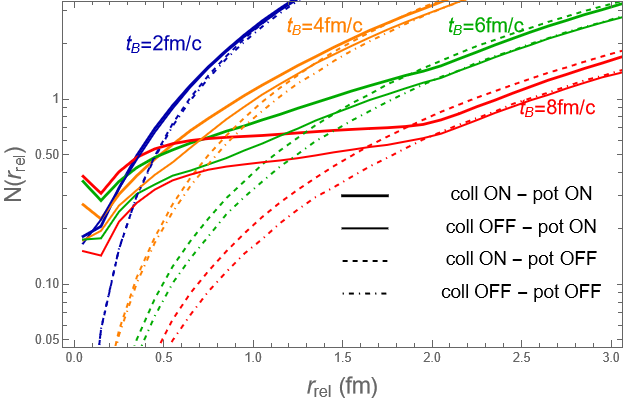 t_B=2fm/c
t_B=4fm/c
t_B=6fm/c
t_B=8fm/c
1
0.50
0.10
0.05
N(r_rel)
coll ON – pot ON
coll OFF – pot ON
coll ON – pot OFF
coll OFF – pot OFF
0.0 0.5 1.0 1.5 2.0 2.5 3.0
r_rel (fm)